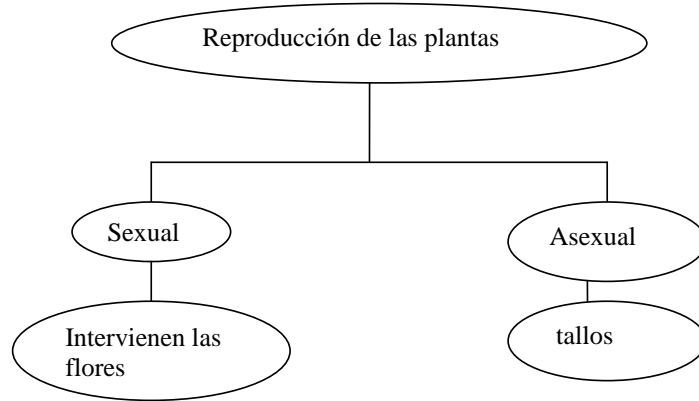 Reproducción de las plantas
Sexual
Asexual
Intervienen las
flores
tallos